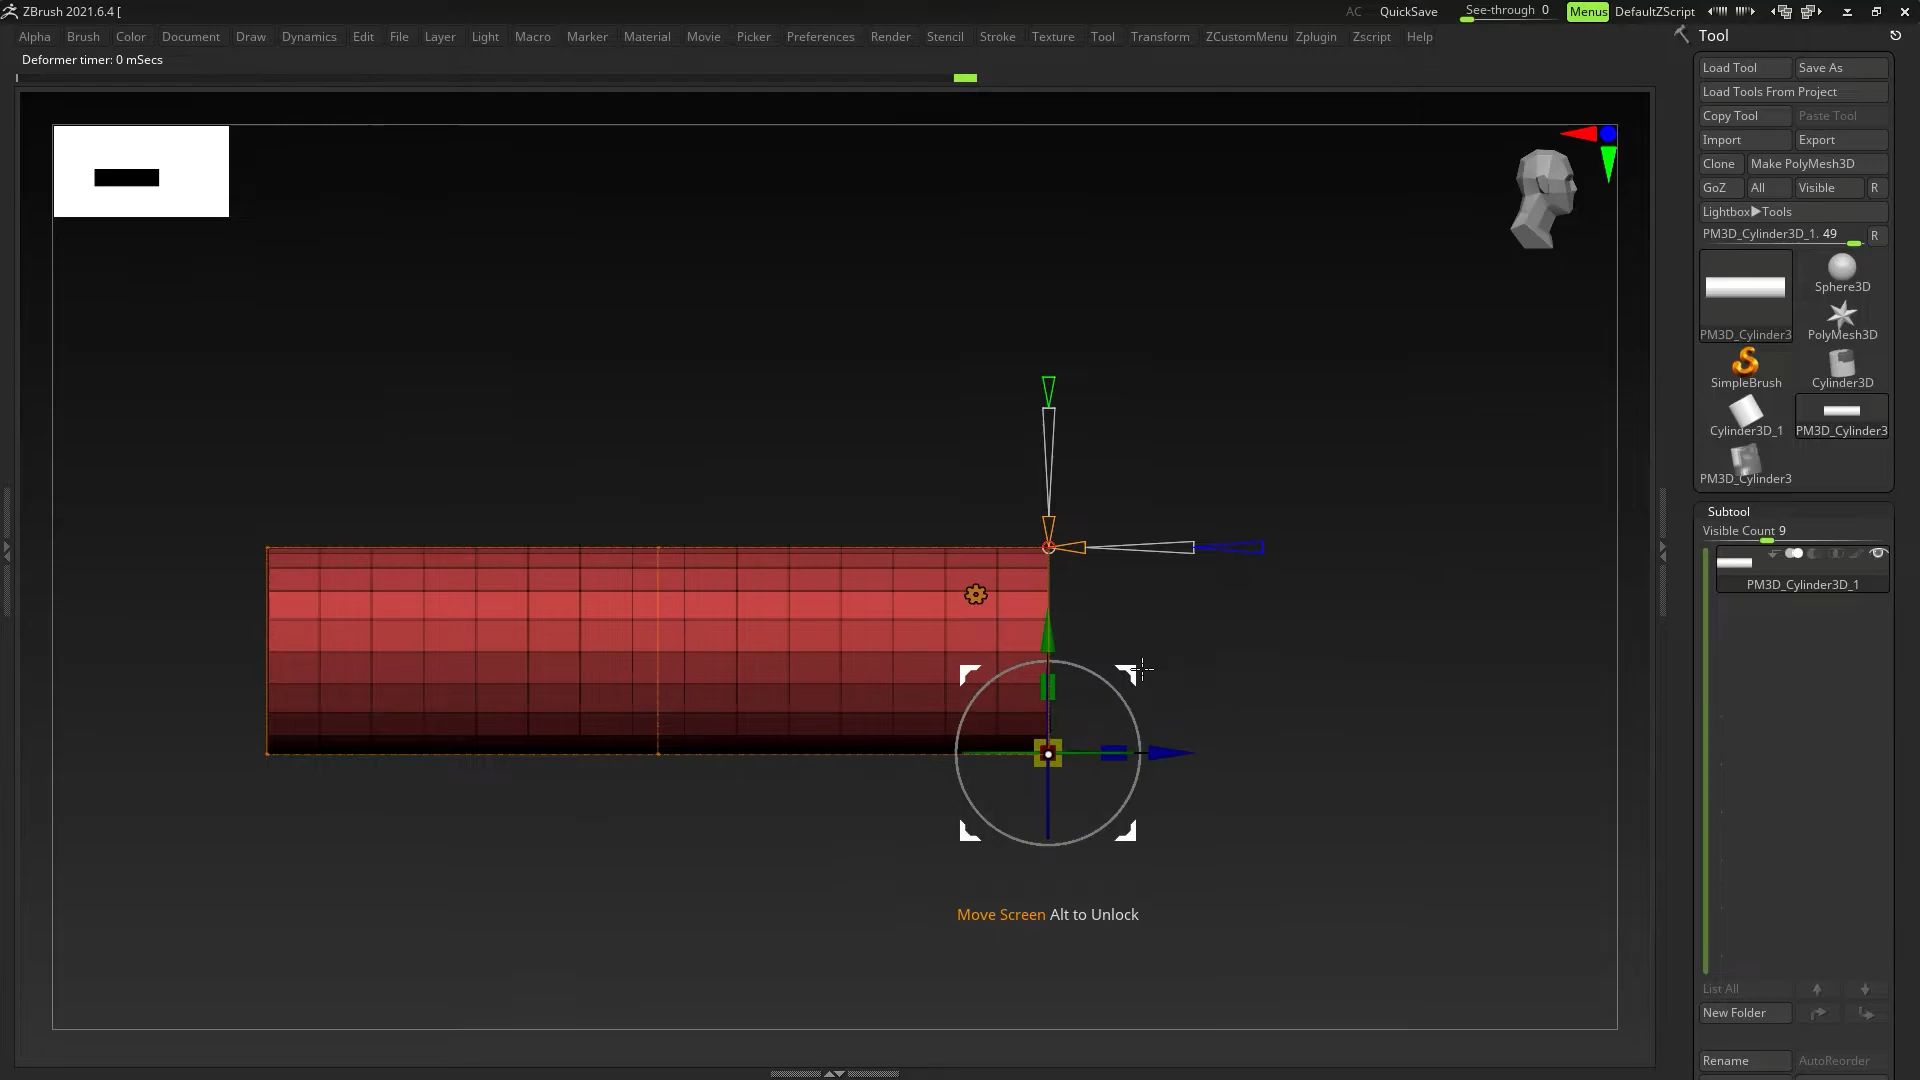 ZBrush 2021.6.4 [
AC QuickSave See-through 0 Menus DefaultZScript
Alpha Brush Color Document Draw Dynamics Edit File Layer Light Macro Marker Material Movie Picker Preferences Render Stencil Stroke Texture Tool Transform ZCustomMenu Zplugin Zscript Help
Deformer timer: 0 mSecs
Tool
Load Tool Save As
Load Tools From Project
Copy Tool Paste Tool
Import Export
Clone Make PolyMesh3D
GoZ All Visible R
Lightbox▶Tools
PM3D_Cylinder3D_1. 49 R
Sphere3D
PM3D_Cylinder3 PolyMesh3D
SimpleBrush Cylinder3D
Cylinder3D_1 PM3D_Cylinder3
PM3D_Cylinder3
Subtool
Visible Count 9
PM3D_Cylinder3D_1
Move Screen Alt to Unlock
List All
New Folder
Rename AutoReorder